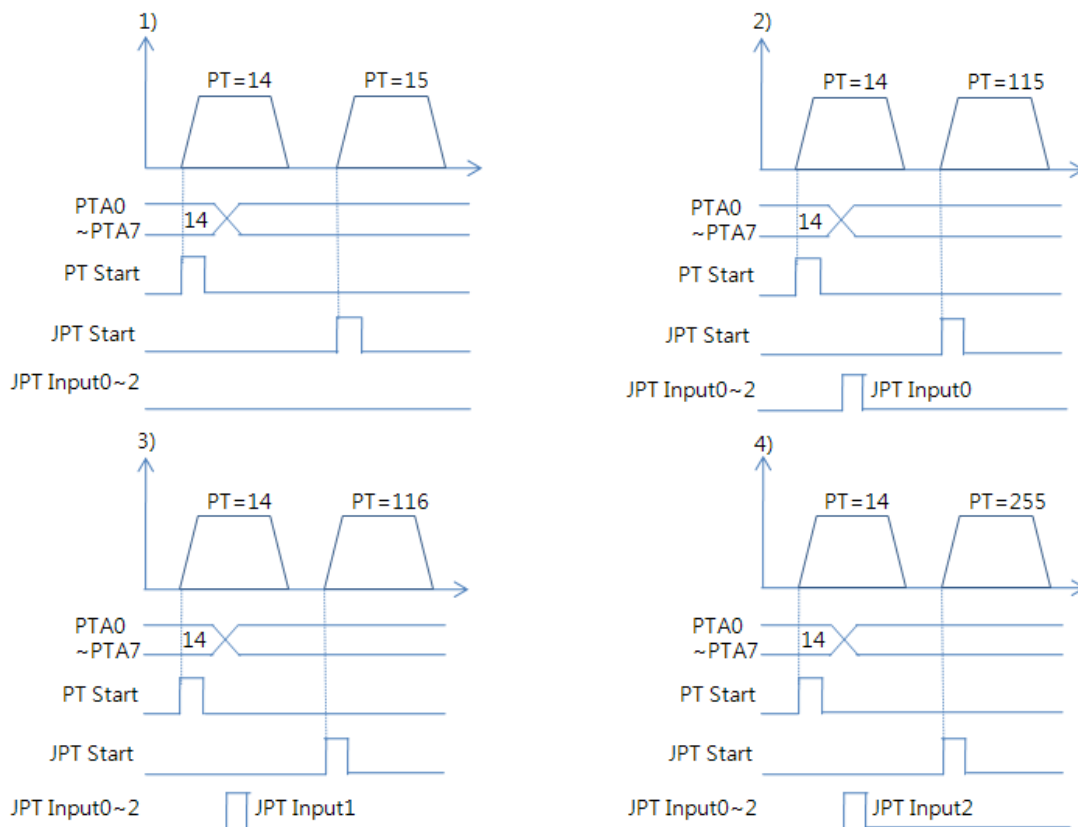 1)
PT=14
PT=15
PTA0
~PTA7
14
PT Start
JPT Start
JPT Input0~2
2)
PT=14
PT=115
PTA0
~PTA7
14
PT Start
JPT Start
JPT Input0~2
JPT Input0
3)
PT=14
PT=116
PTA0
~PTA7
14
PT Start
JPT Start
JPT Input0~2
JPT Input1
4)
PT=14
PT=255
PTA0
~PTA7
14
PT Start
JPT Start
JPT Input0~2
JPT Input2